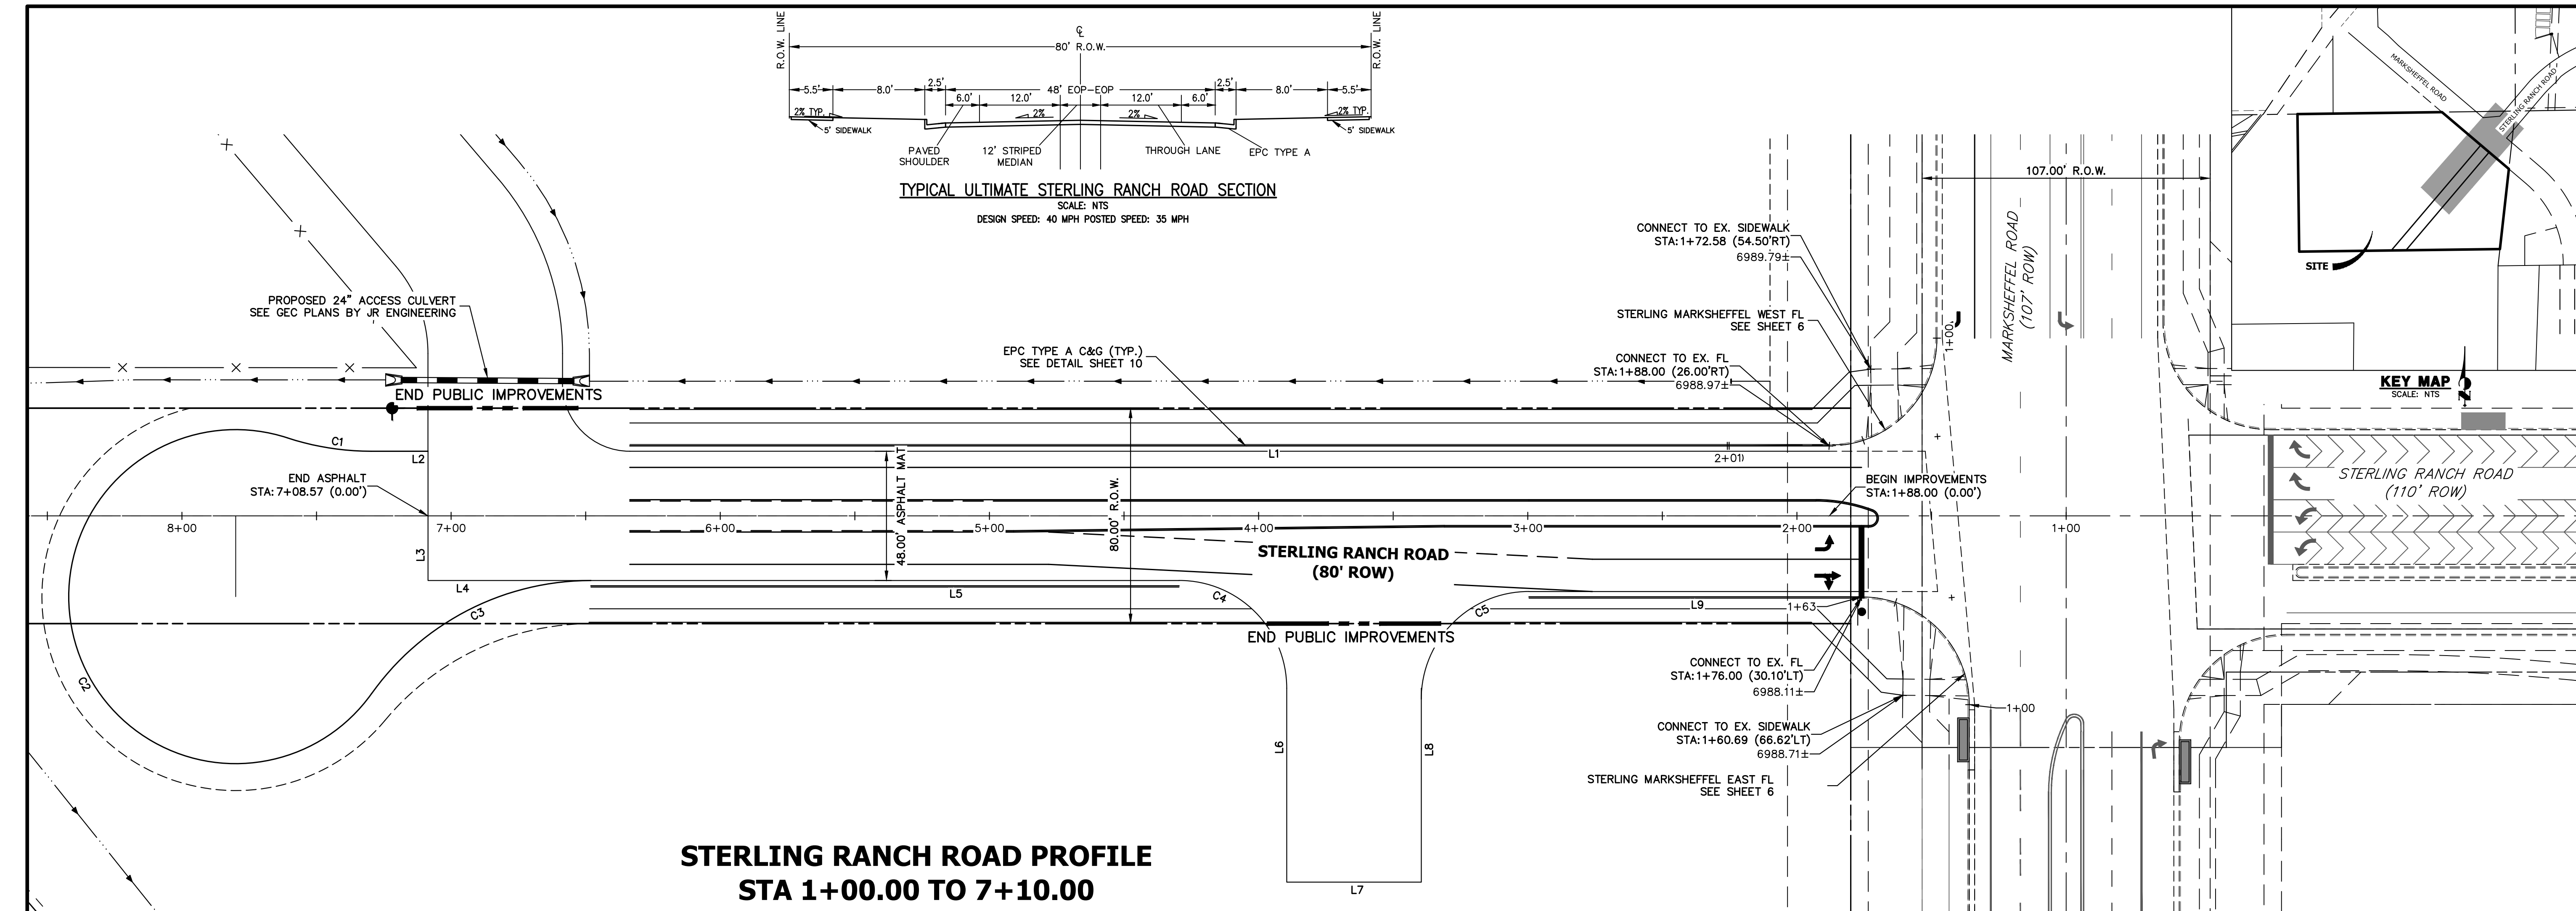 R.O.W. LINE
℄
R.O.W. LINE
80' R.O.W.
5.5'
8.0'
2.5'
48' EOP-EOP
2.5'
8.0'
5.5'
6.0'
12.0'
12.0'
6.0'
2% TYP.
2%
2%
2% TYP.
5' SIDEWALK
5' SIDEWALK
PAVED
SHOULDER
12' STRIPED
MEDIAN
THROUGH LANE
EPC TYPE A
TYPICAL ULTIMATE STERLING RANCH ROAD SECTION
SCALE: NTS
DESIGN SPEED: 40 MPH POSTED SPEED: 35 MPH
MARKSHEFFEL ROAD
STERLING RANCH ROAD
SITE
KEY MAP
SCALE: NTS
N
107.00' R.O.W.
MARKSHEFFEL ROAD
(107' ROW)
1+00
CONNECT TO EX. SIDEWALK
STA:1+72.58 (54.50'RT)
6989.79±
STERLING MARKSHEFFEL WEST FL
SEE SHEET 6
CONNECT TO EX. FL
STA:1+88.00 (26.00'RT)
6988.97±
PROPOSED 24" ACCESS CULVERT
SEE GEC PLANS BY JR ENGINEERING
EPC TYPE A C&G (TYP.)
SEE DETAIL SHEET 10
END PUBLIC IMPROVEMENTS
C1
L2
L1
2+01)
END ASPHALT
STA:7+08.57 (0.00')
48.00' ASPHALT MAT
80.00' R.O.W.
BEGIN IMPROVEMENTS
STA:1+88.00 (0.00')
STERLING RANCH ROAD
(110' ROW)
8+00
7+00
6+00
5+00
4+00
3+00
2+00
1+00
STERLING RANCH ROAD
(80' ROW)
L3
L4
L5
C4
C3
C5
L9
1+63
C2
END PUBLIC IMPROVEMENTS
CONNECT TO EX. FL
STA:1+76.00 (30.10'LT)
6988.11±
1+00
CONNECT TO EX. SIDEWALK
STA:1+60.69 (66.62'LT)
6988.71±
STERLING MARKSHEFFEL EAST FL
SEE SHEET 6
L6
L8
L7
STERLING RANCH ROAD PROFILE
STA 1+00.00 TO 7+10.00